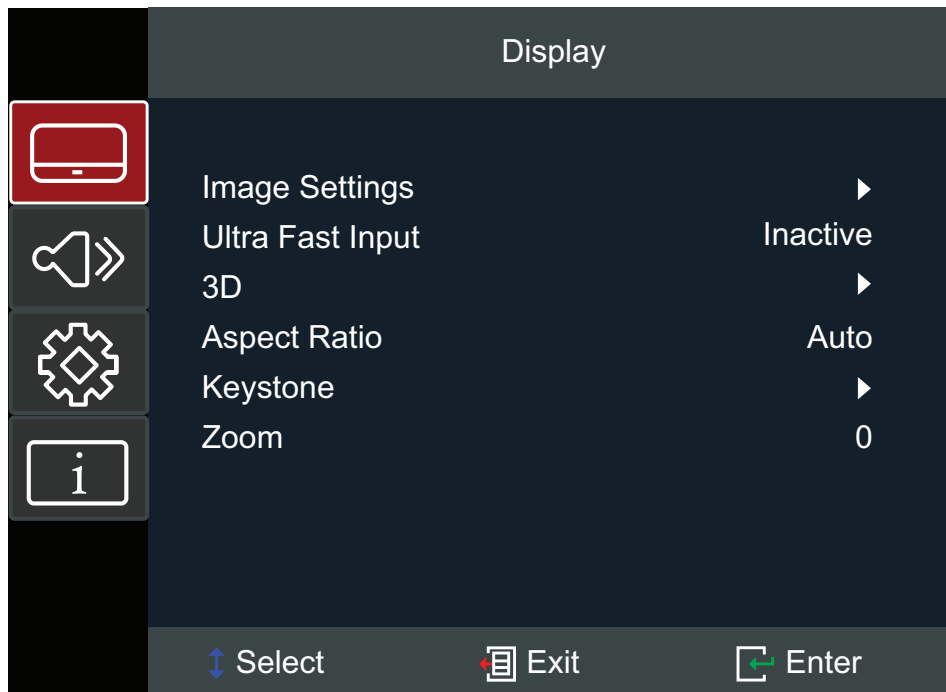 Display
Image Settings
Ultra Fast Input Inactive
3D
Aspect Ratio Auto
Keystone
Zoom 0
i
Select Exit Enter